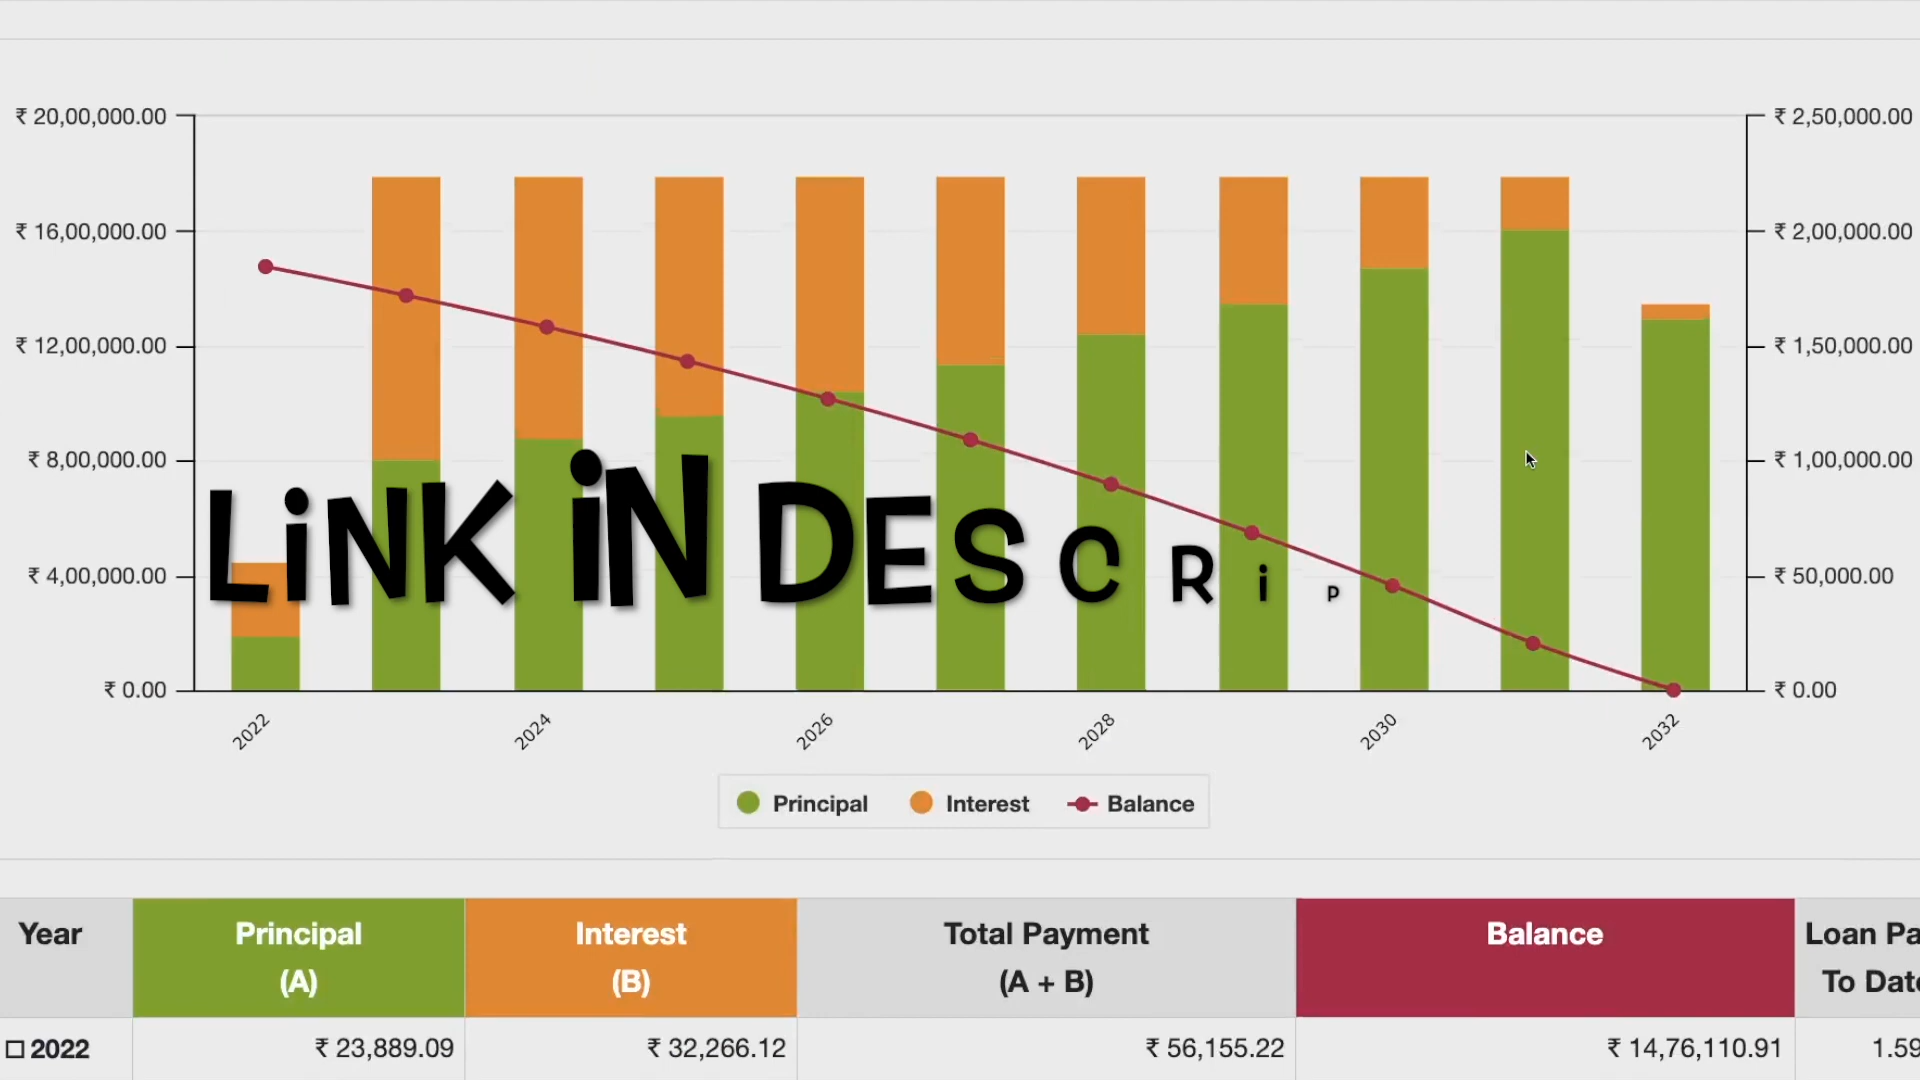 ₹ 20,00,000.00
₹ 16,00,000.00
₹ 12,00,000.00
₹ 8,00,000.00
₹ 4,00,000.00
₹ 0.00
₹ 2,50,000.00
₹ 2,00,000.00
₹ 1,50,000.00
₹ 1,00,000.00
₹ 50,000.00
₹ 0.00
LiNK iN DESCRiP
2022 2024 2026 2028 2030 2032
Principal Interest Balance
Year Principal (A) Interest (B) Total Payment (A + B) Balance Loan Pa To Date
2022 ₹ 23,889.09 ₹ 32,266.12 ₹ 56,155.22 ₹ 14,76,110.91 1.59